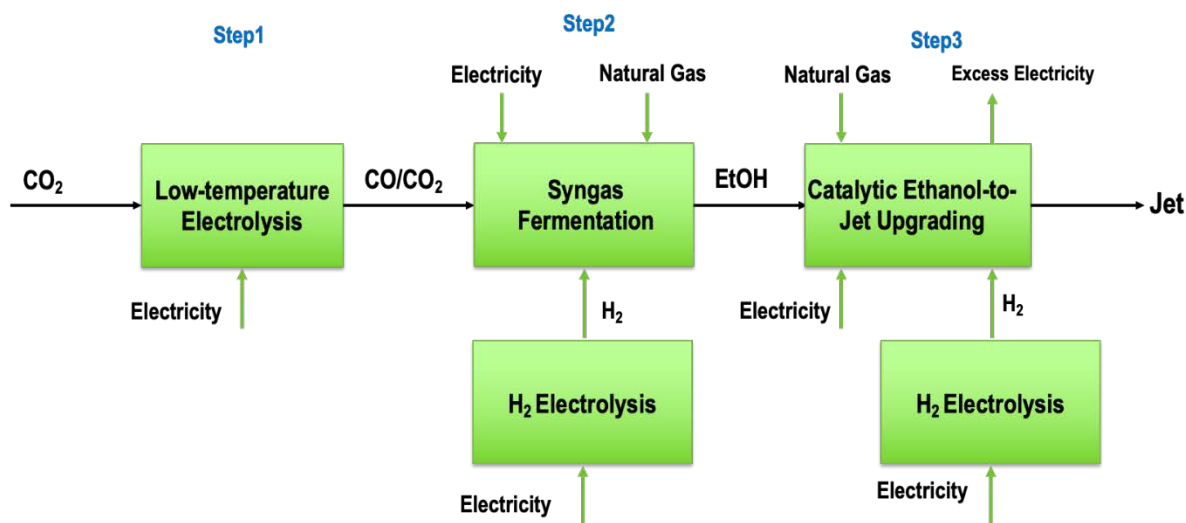 Step1
Step2
Step3
Electricity
Natural Gas
Natural Gas
Excess Electricity
CO₂
Low-temperature
Electrolysis
CO/CO₂
Syngas
Fermentation
EtOH
Catalytic Ethanol-to-
Jet Upgrading
Jet
Electricity
H₂
Electricity
H₂
H₂ Electrolysis
H₂ Electrolysis
Electricity
Electricity